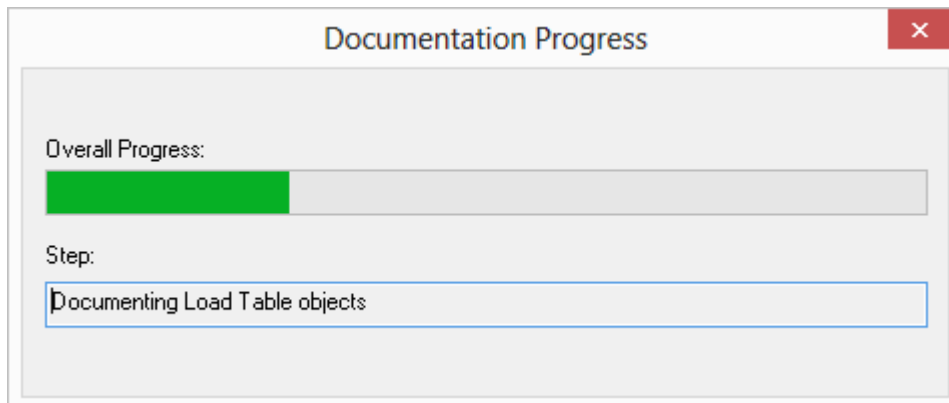 Documentation Progress
Overall Progress:
Step:
Documenting Load Table objects